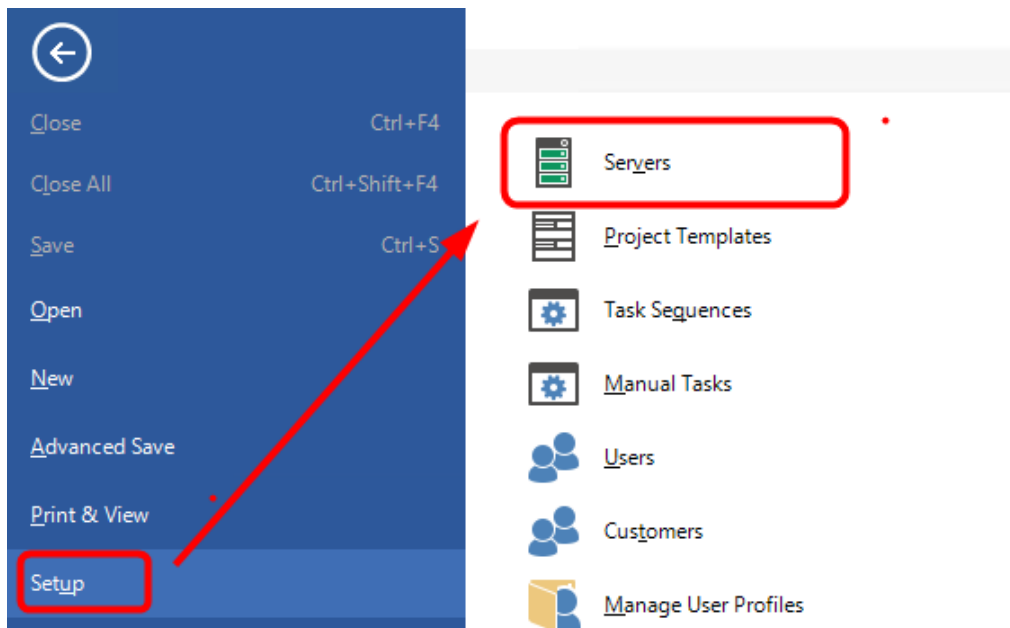 Close Ctrl+F4
Close All Ctrl+Shift+F4
Save Ctrl+S
Open
New
Advanced Save
Print & View
Setup
Servers
Project Templates
Task Sequences
Manual Tasks
Users
Customers
Manage User Profiles